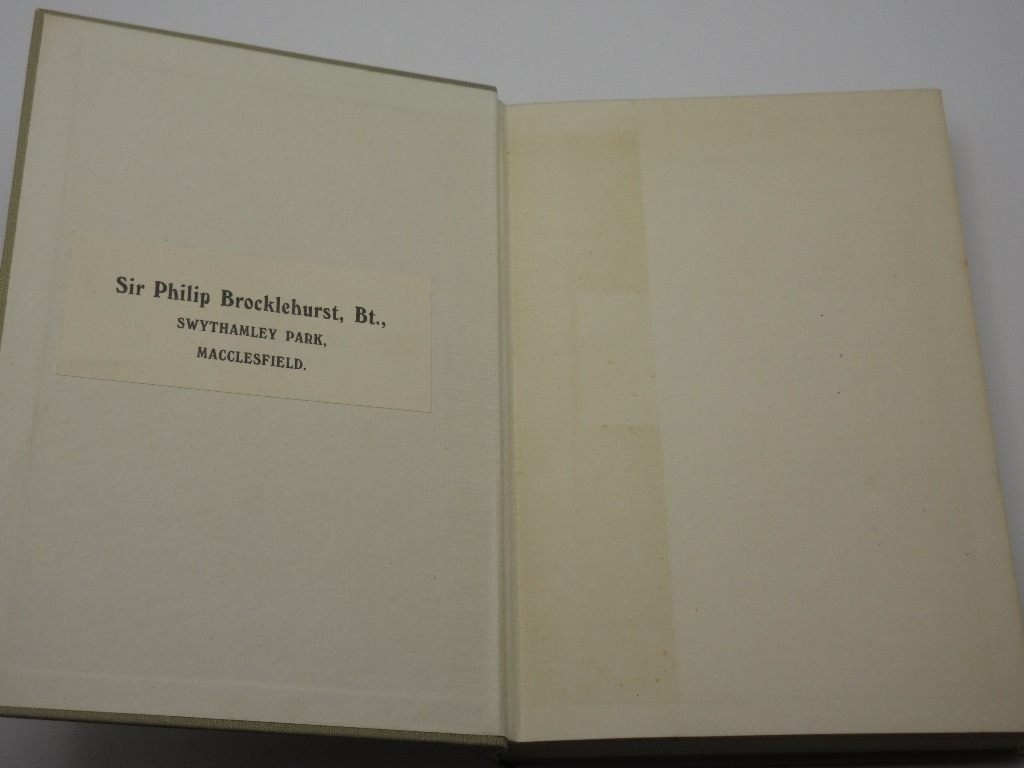 Sir Philip Brocklehurst, Bt.,
SWYTHAMLEY PARK,
MACCLESFIELD.